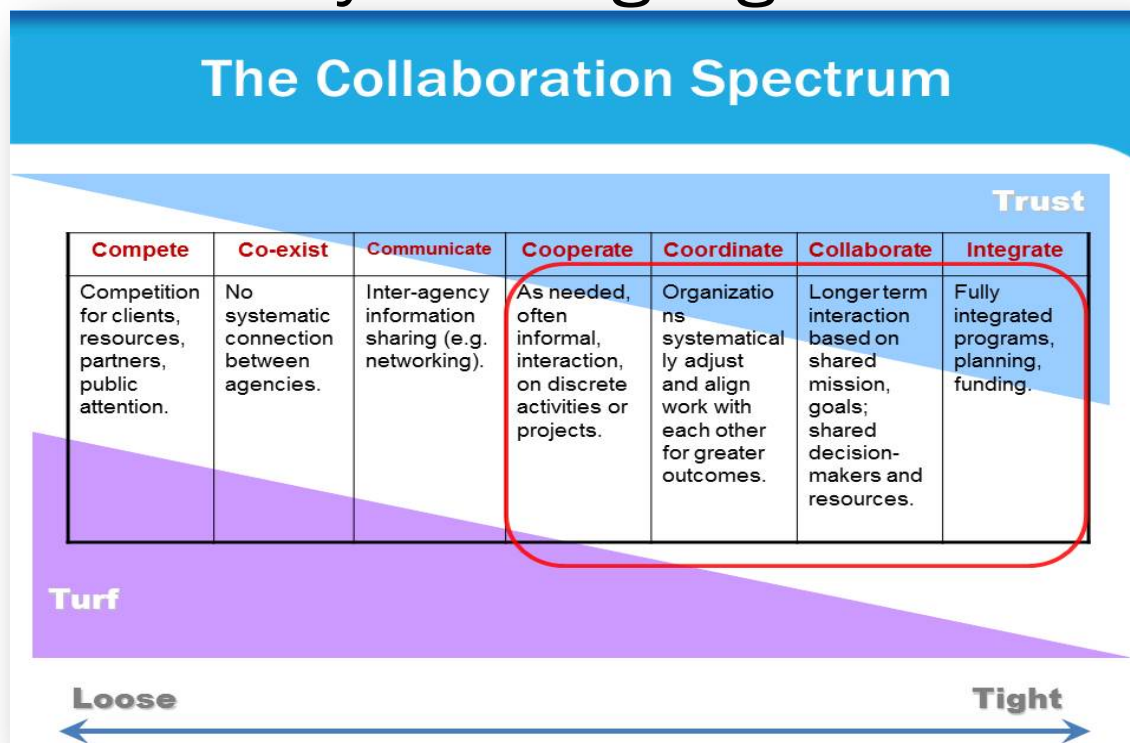 The Collaboration Spectrum
Trust
Compete
Co-exist
Communicate
Cooperate
Coordinate
Collaborate
Integrate
Competition
for clients,
resources,
partners,
public
attention.
No
systematic
connection
between
agencies.
Inter-agency
information
sharing (e.g.
networking).
As needed,
often
informal,
interaction,
on discrete
activities or
projects.
Organizatio
ns
systematical
ly adjust
and align
work with
each other
for greater
outcomes.
Longer term
interaction
based on
shared
mission,
goals;
shared
decision-
makers and
resources.
Fully
integrated
programs,
planning,
funding.
Turf
Loose
Tight